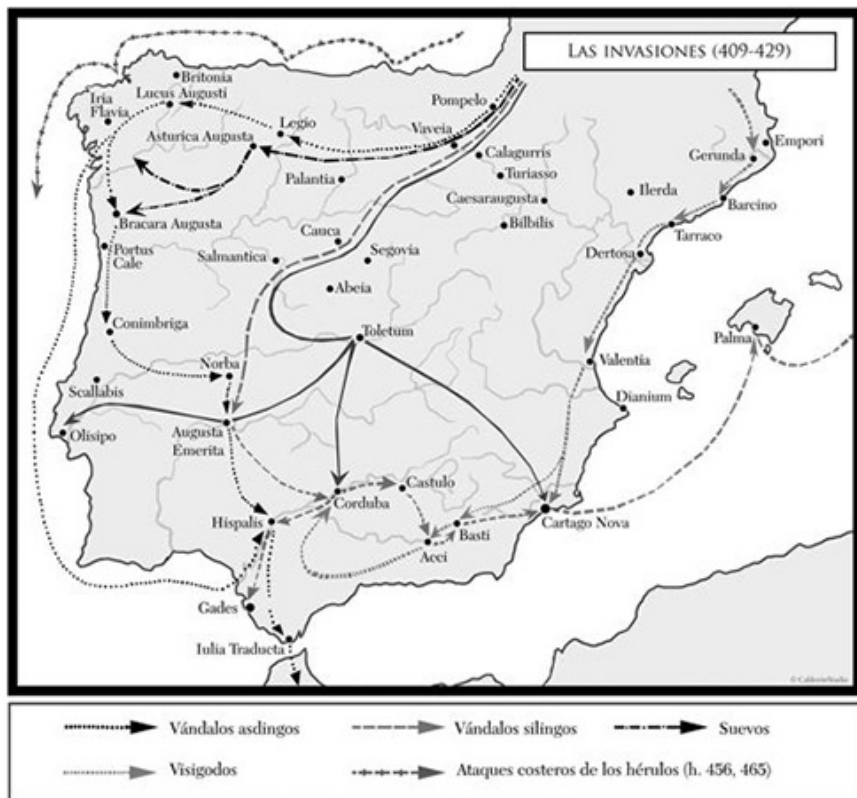 LAS INVASIONES (409-429)
Britonia
Lucus Augusti
Iria
Flavia
Asturica Augusta
Legio
Pompelo
Vaveia
Calagurris
Turiasso
Caesaraugusta
Bilbilis
Palantia
Ilerda
Gerunda
Empori
Barcino
Tarraco
Dertosa
Bracara Augusta
Portus
Cale
Salmantica
Cauca
Segovia
Abeia
Toletum
Conimbriga
Norba
Scallabis
Olisipo
Augusta
Emerita
Valentia
Palma
Dianium
Corduba
Castulo
Híspalis
Acci
Basti
Cartago Nova
Gades
Iulia Traducta
Vándalos asdingos
Vándalos silingos
Suevos
Visigodos
Ataques costeros de los hérulos (h. 456, 465)